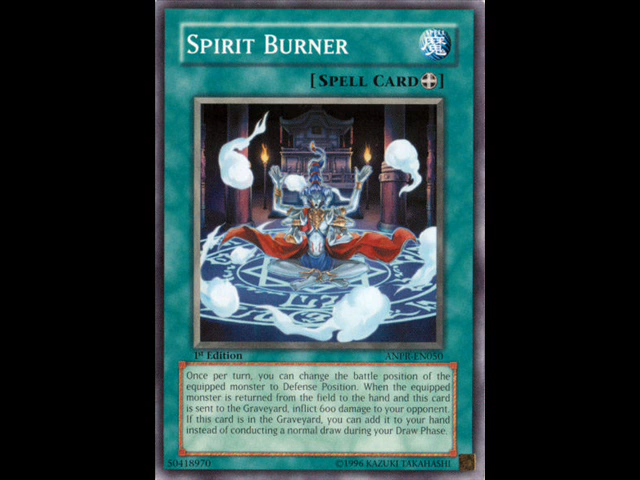 SPIRIT BURNER
魔
[SPELL CARD]
1st Edition
ANPR-EN050
Once per turn, you can change the battle position of the
equipped monster to Defense Position. When the equipped
monster is returned from the field to the hand and this card
is sent to the Graveyard, inflict 600 damage to your opponent.
If this card is in the Graveyard, you can add it to your hand
instead of conducting a normal draw during your Draw Phase.
50418970
©1996 KAZUKI TAKAHASHI